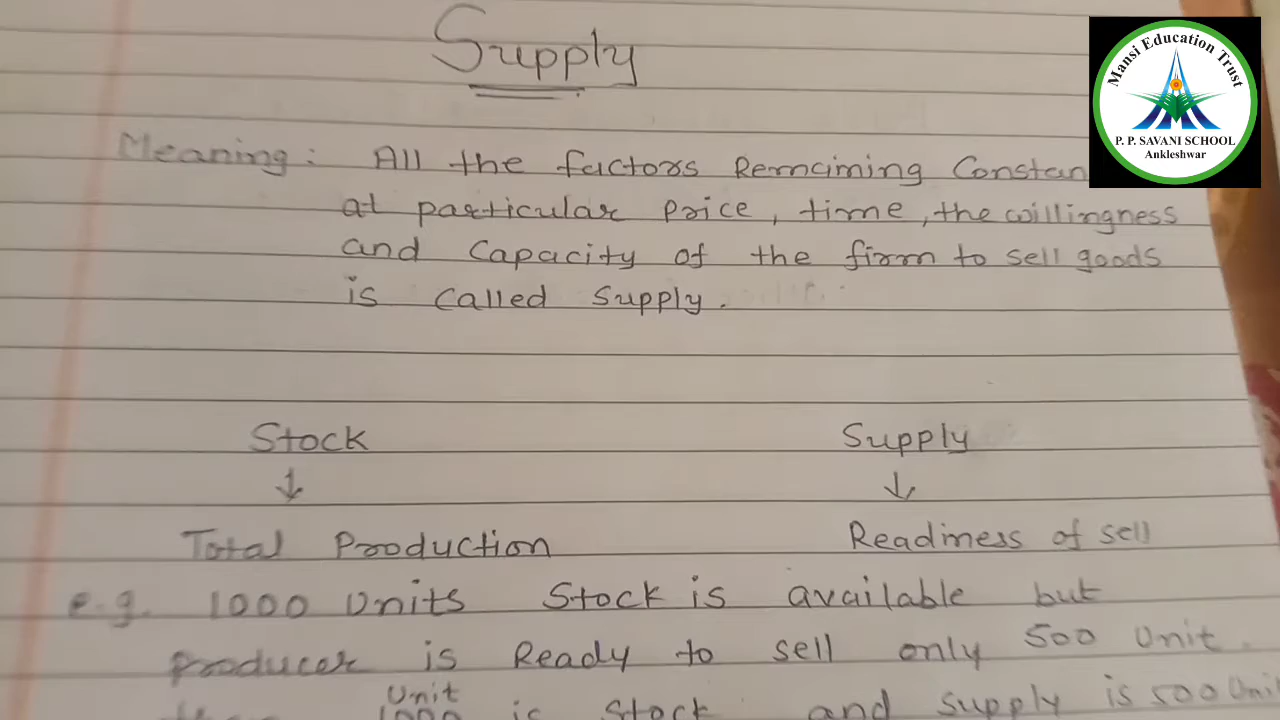 Supply
Mansi Education Trust
P. P. SAVANI SCHOOL
Ankleshwar
Meaning: All the factors Remaining Constan
at particular price, time, the willingness
and capacity of the firm to sell goods
is called supply.
Stock Supply
↓ ↓
Total Production Readiness of sell
e.g. 1000 Units Stock is available but
producer is Ready to sell only 500 Unit.
Unit
1000 is stock and supply is 500 Unit